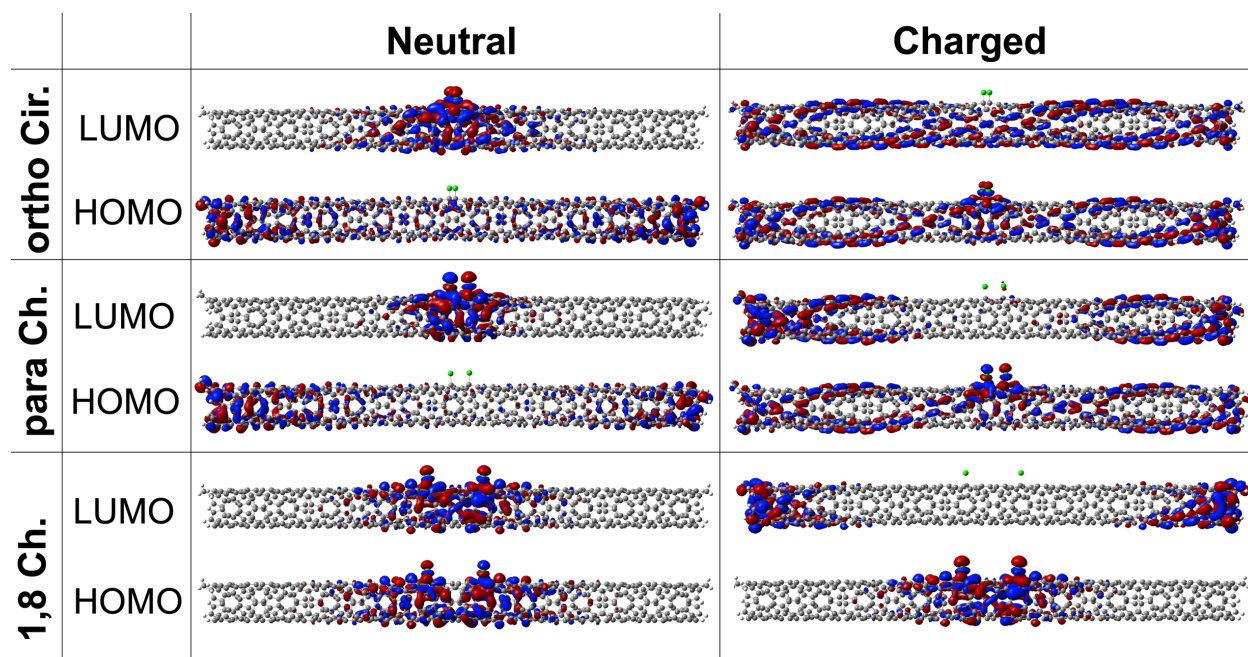 Neutral
Charged
ortho Cir.
LUMO
HOMO
para Ch.
LUMO
HOMO
1,8 Ch.
LUMO
HOMO